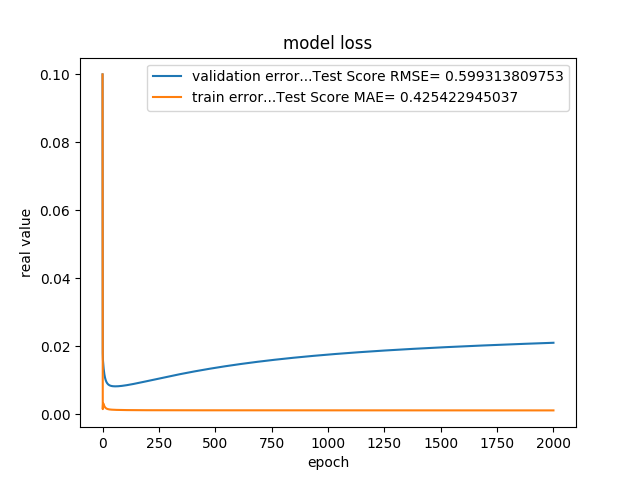 model loss
validation error...Test Score RMSE= 0.599313809753
train error...Test Score MAE= 0.425422945037
real value
0.10
0.08
0.06
0.04
0.02
0.00
0 250 500 750 1000 1250 1500 1750 2000
epoch